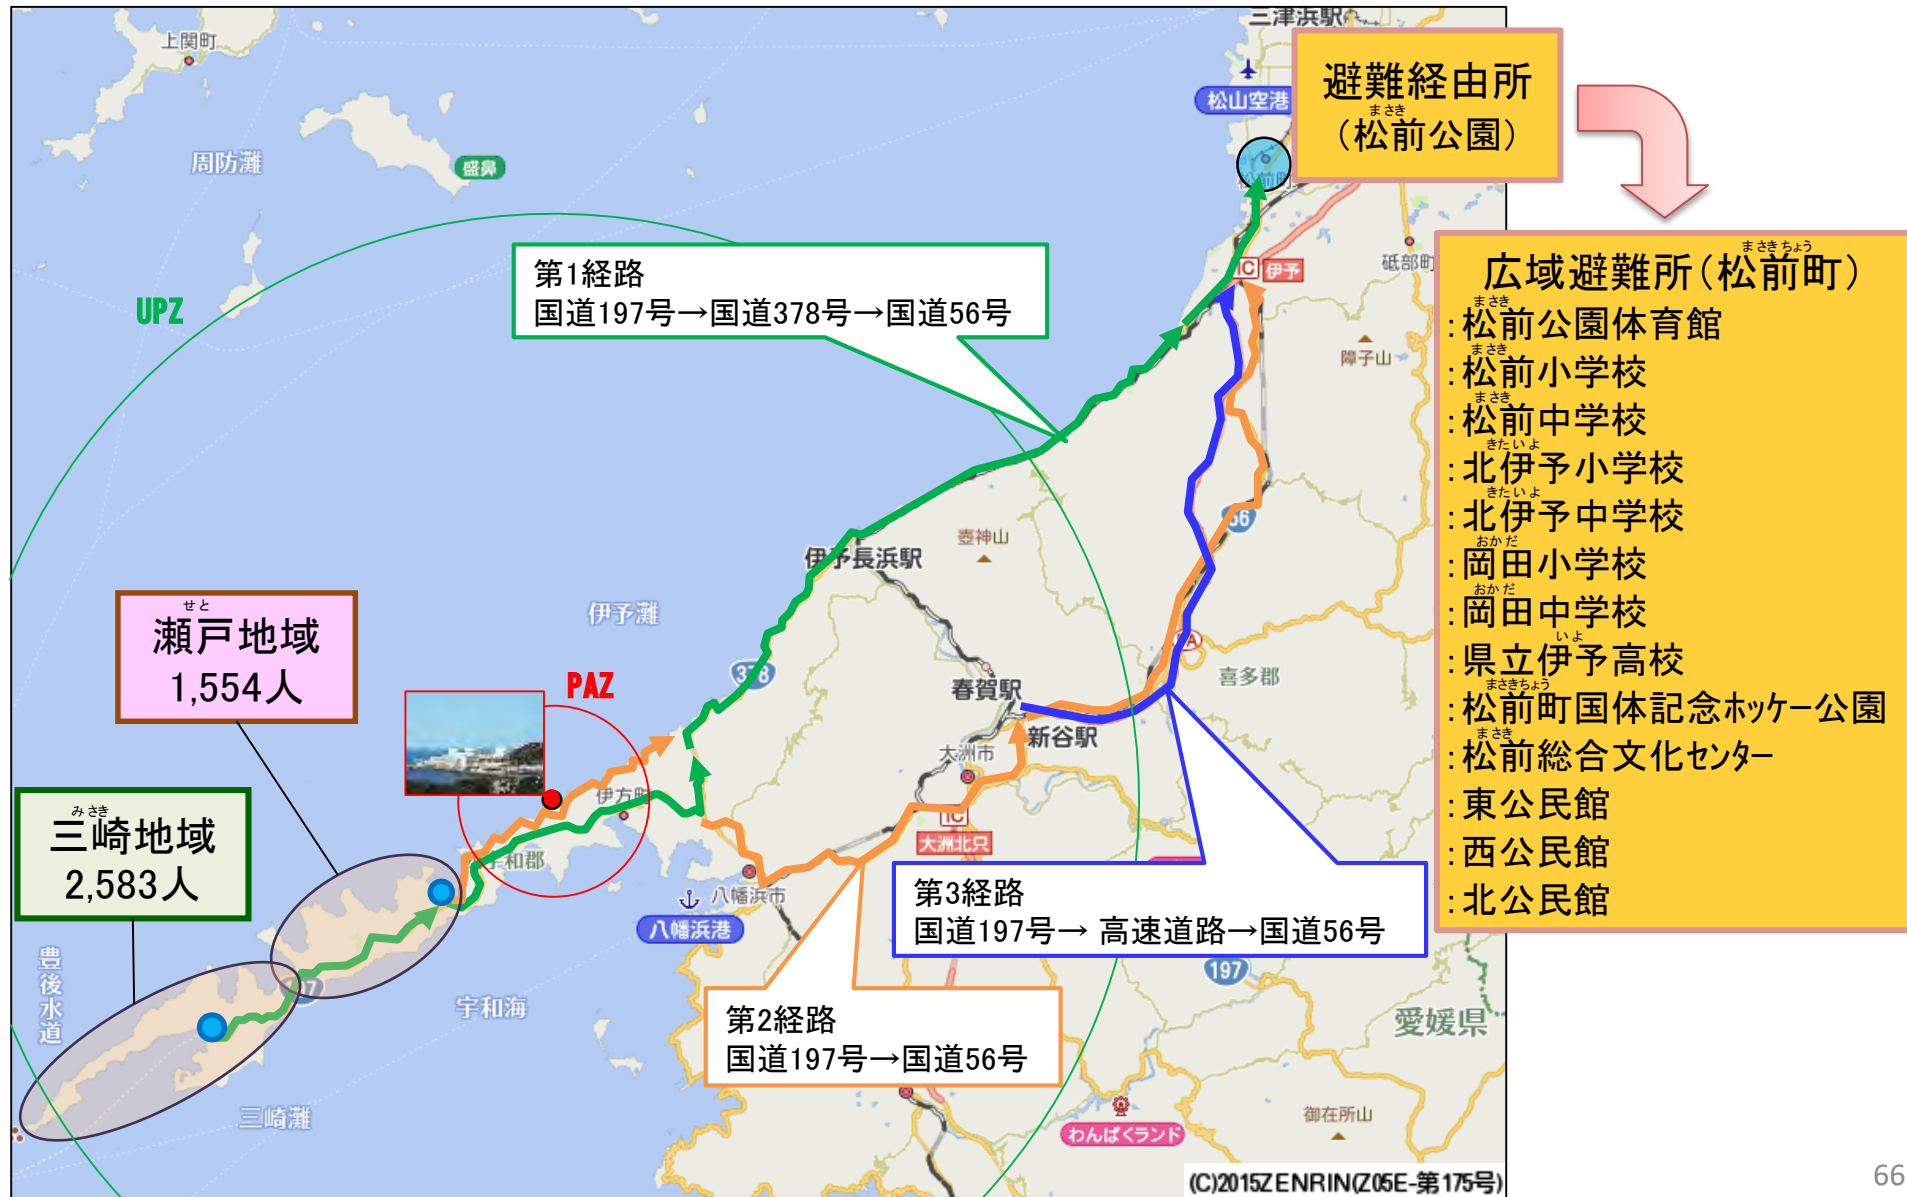 三津浜駅
上関町
避難経由所
まさき
（松前公園）
松山空港
周防灘
盛鼻
松前町
まさきちょう
広域避難所（松前町）
まさき
：松前公園体育館
まさき
：松前小学校
まさき
：松前中学校
きたいよ
：北伊予小学校
きたいよ
：北伊予中学校
おかだ
：岡田小学校
おかだ
：岡田中学校
いよ
：県立伊予高校
まさきちょう
：松前町国体記念ホッケー公園
まさき
：松前総合文化センター
：東公民館
：西公民館
：北公民館
砥部町
IC 伊予
第1経路
国道197号→国道378号→国道56号
UPZ
障子山
56
壺神山
伊予長浜駅
伊予灘
せと
瀬戸地域
1,554人
378
PAZ
春賀駅
喜多郡
新谷駅
大洲市
伊方町
みさき
三崎地域
2,583人
IC
大洲北只
宇和郡
八幡浜市
八幡浜港
第3経路
国道197号→ 高速道路→国道56号
豊後水道
197
宇和海
第2経路
国道197号→国道56号
愛媛県
三崎灘
御在所山
わんぱくランド
(C)2015ZENRIN(Z05E-第175号)
66